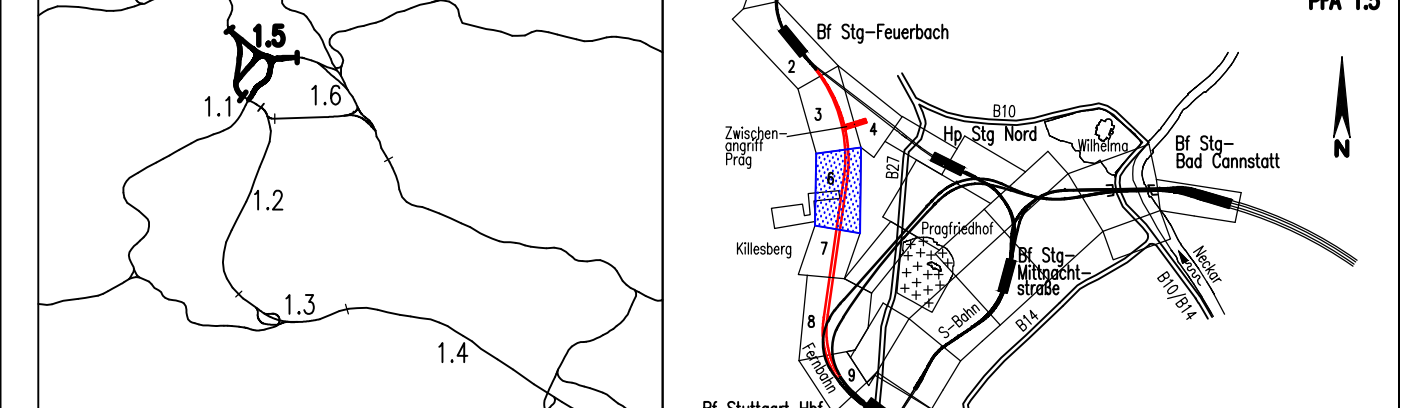 1.5
1.1
1.6
1.2
1.3
1.4
PFA 1.5
Bf Stg-Feuerbach
2
3
4
Zwischen-
angriff
Prag
6
Killesberg
7
8
9
Fernbahn
B27
B10
Hp Stg Nord
Wilhelma
Bf Stg-
Bad Cannstatt
N
Pragfriedhof
Bf Stg-
Mittnacht-
straße
S-Bahn
B14
Neckar
B10/B14
Bf Stuttgart Hbf